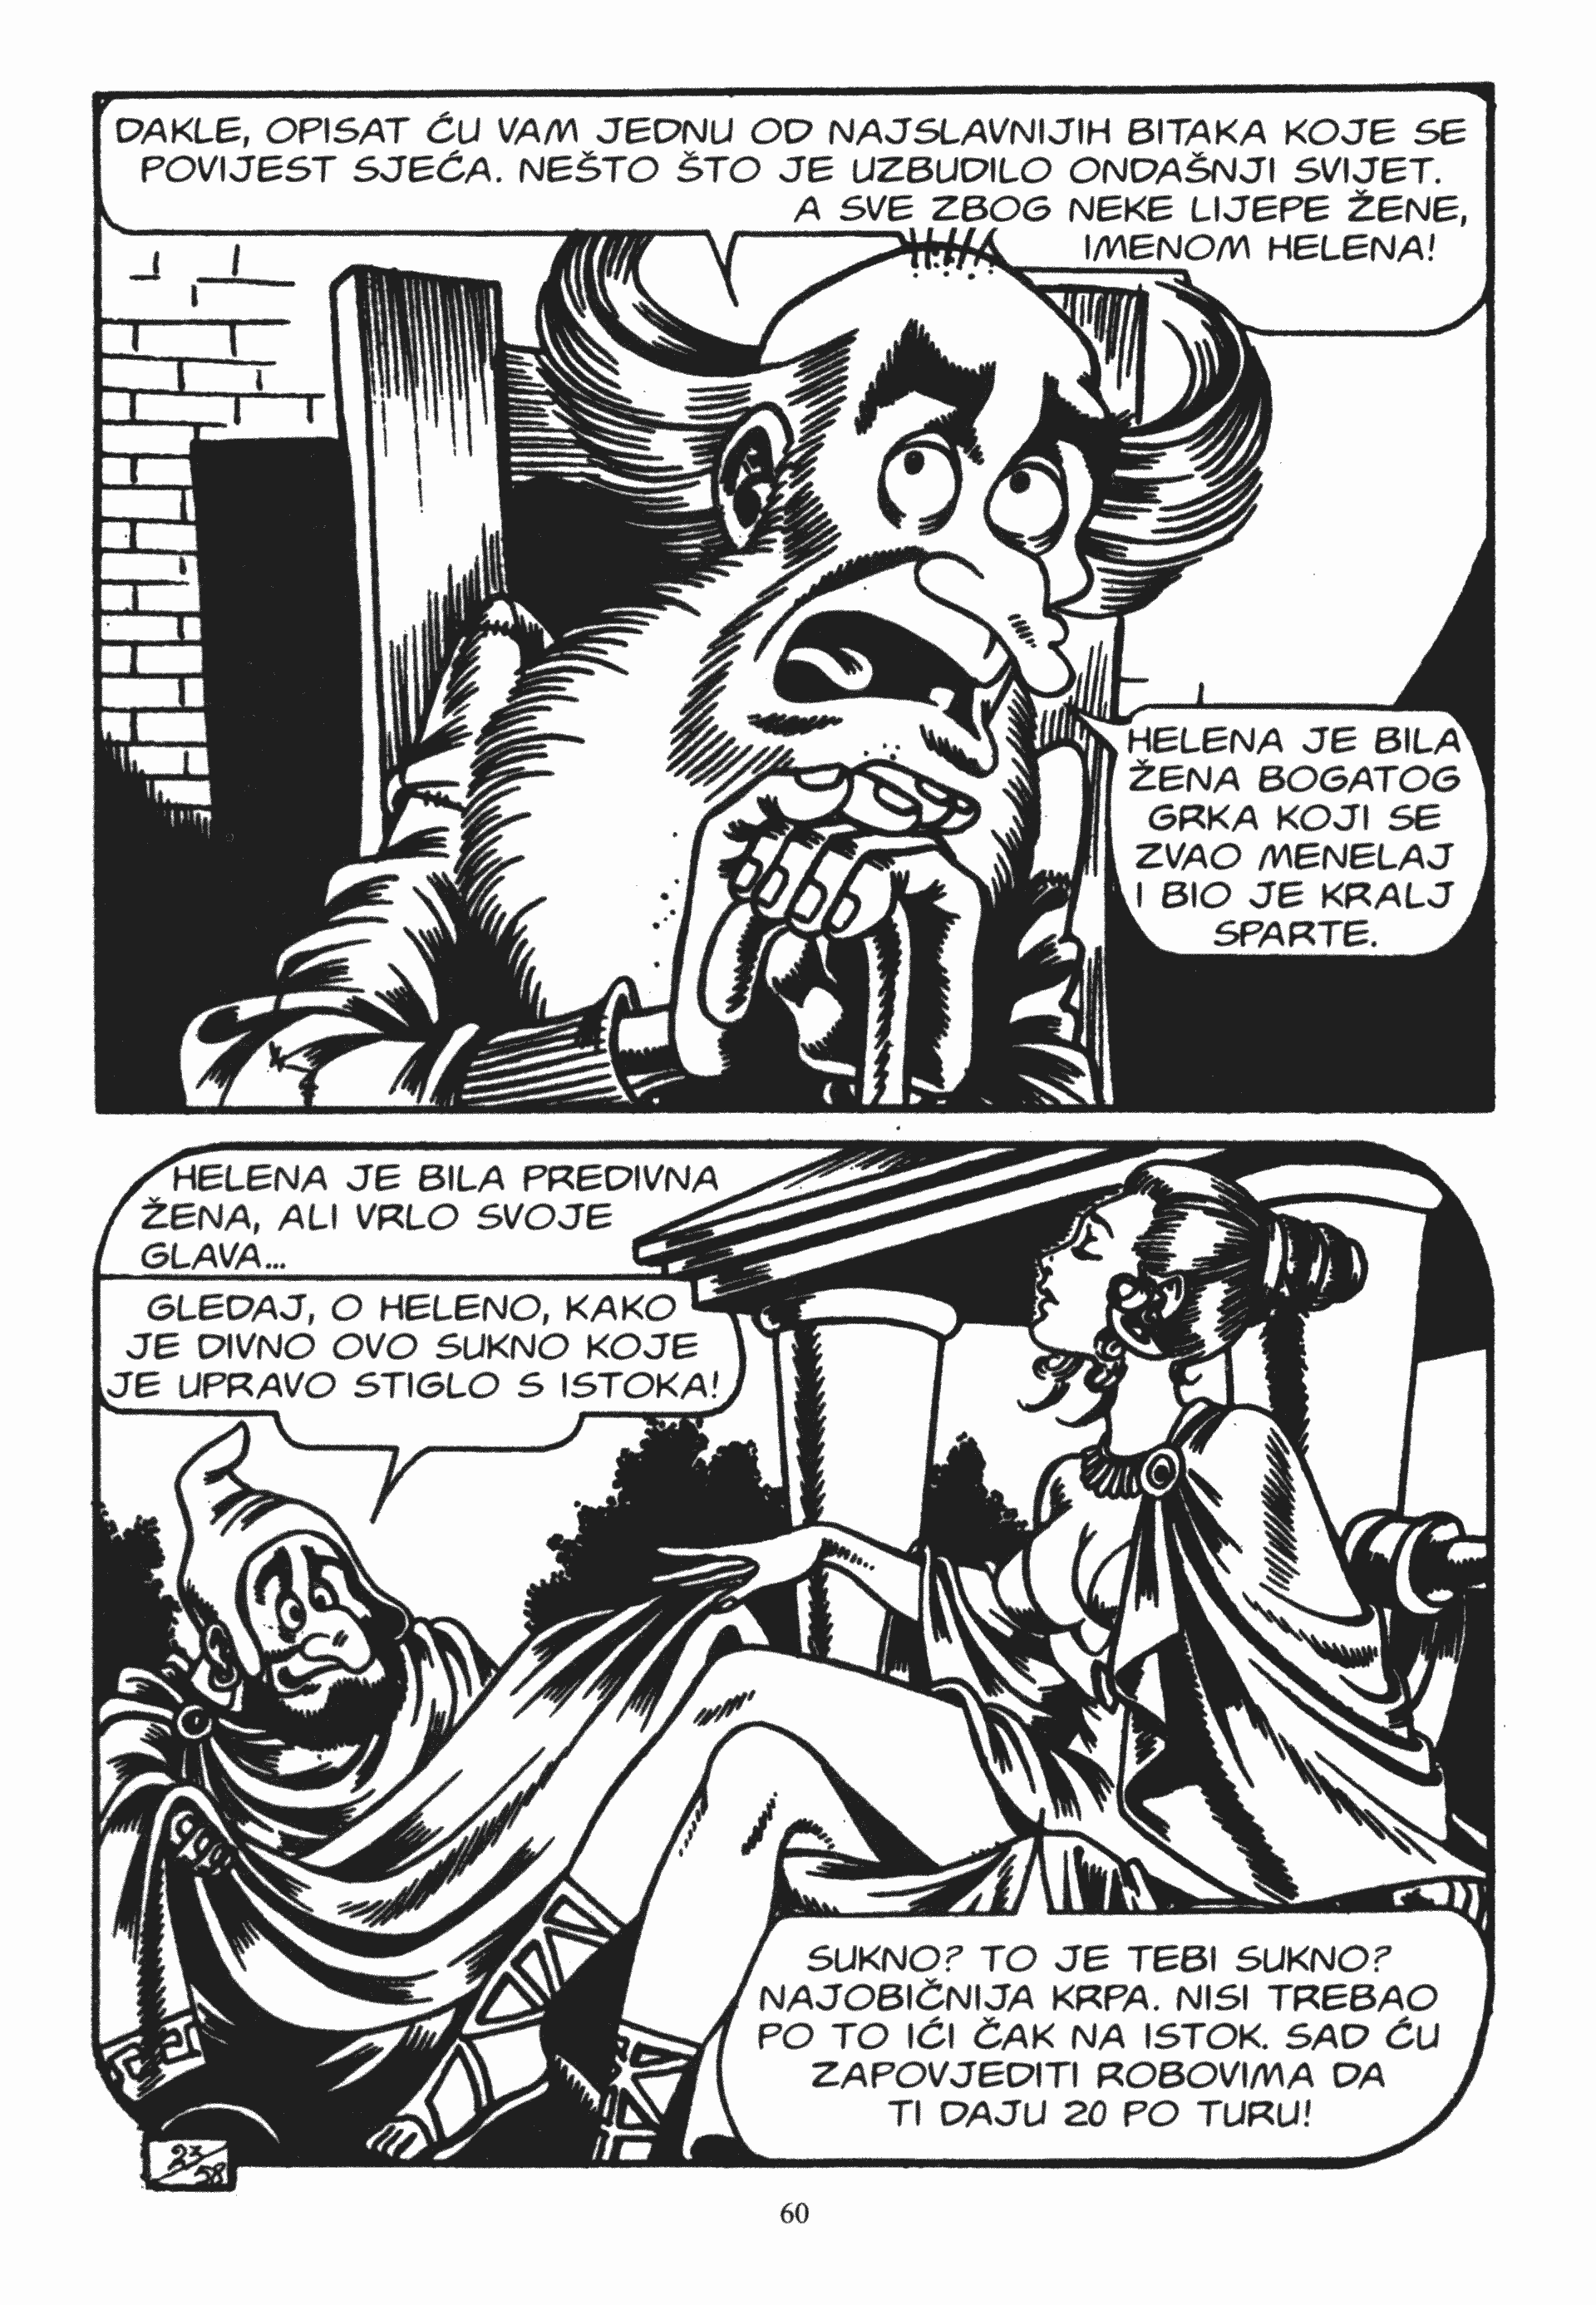 DAKLE, OPISAT ĆU VAM JEDNU OD NAJSLAVNIJIH BITAKA KOJE SE
POVIJEST SJEĆA. NEŠTO ŠTO JE UZBUDILO ONDAŠNJI SVIJET.
A SVE ZBOG NEKE LIJEPE ŽENE,
IMENOM HELENA!
HELENA JE BILA
ŽENA BOGATOG
GRKA KOJI SE
ZVAO MENELAJ
I BIO JE KRALJ
SPARTE.
HELENA JE BILA PREDIVNA
ŽENA, ALI VRLO SVOJE
GLAVA...
GLEDAJ, O HELENO, KAKO
JE DIVNO OVO SUKNO KOJE
JE UPRAVO STIGLO S ISTOKA!
SUKNO? TO JE TEBI SUKNO?
NAJOBIČNIJA KRPA. NISI TREBAO
PO TO IĆI ČAK NA ISTOK. SAD ĆU
ZAPOVJEDITI ROBOVIMA DA
TI DAJU 20 PO TURU!
23/58
60